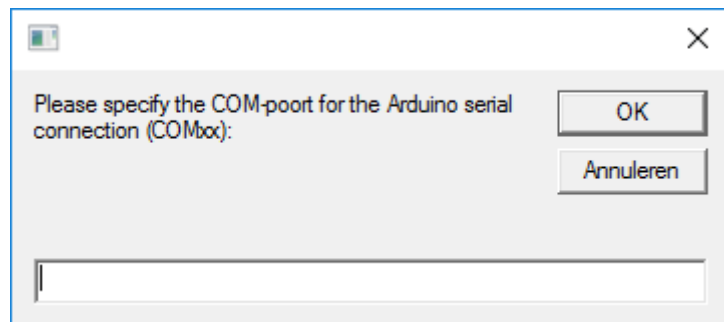 Please specify the COM-poort for the Arduino serial
connection (COMxx):
OK
Annuleren